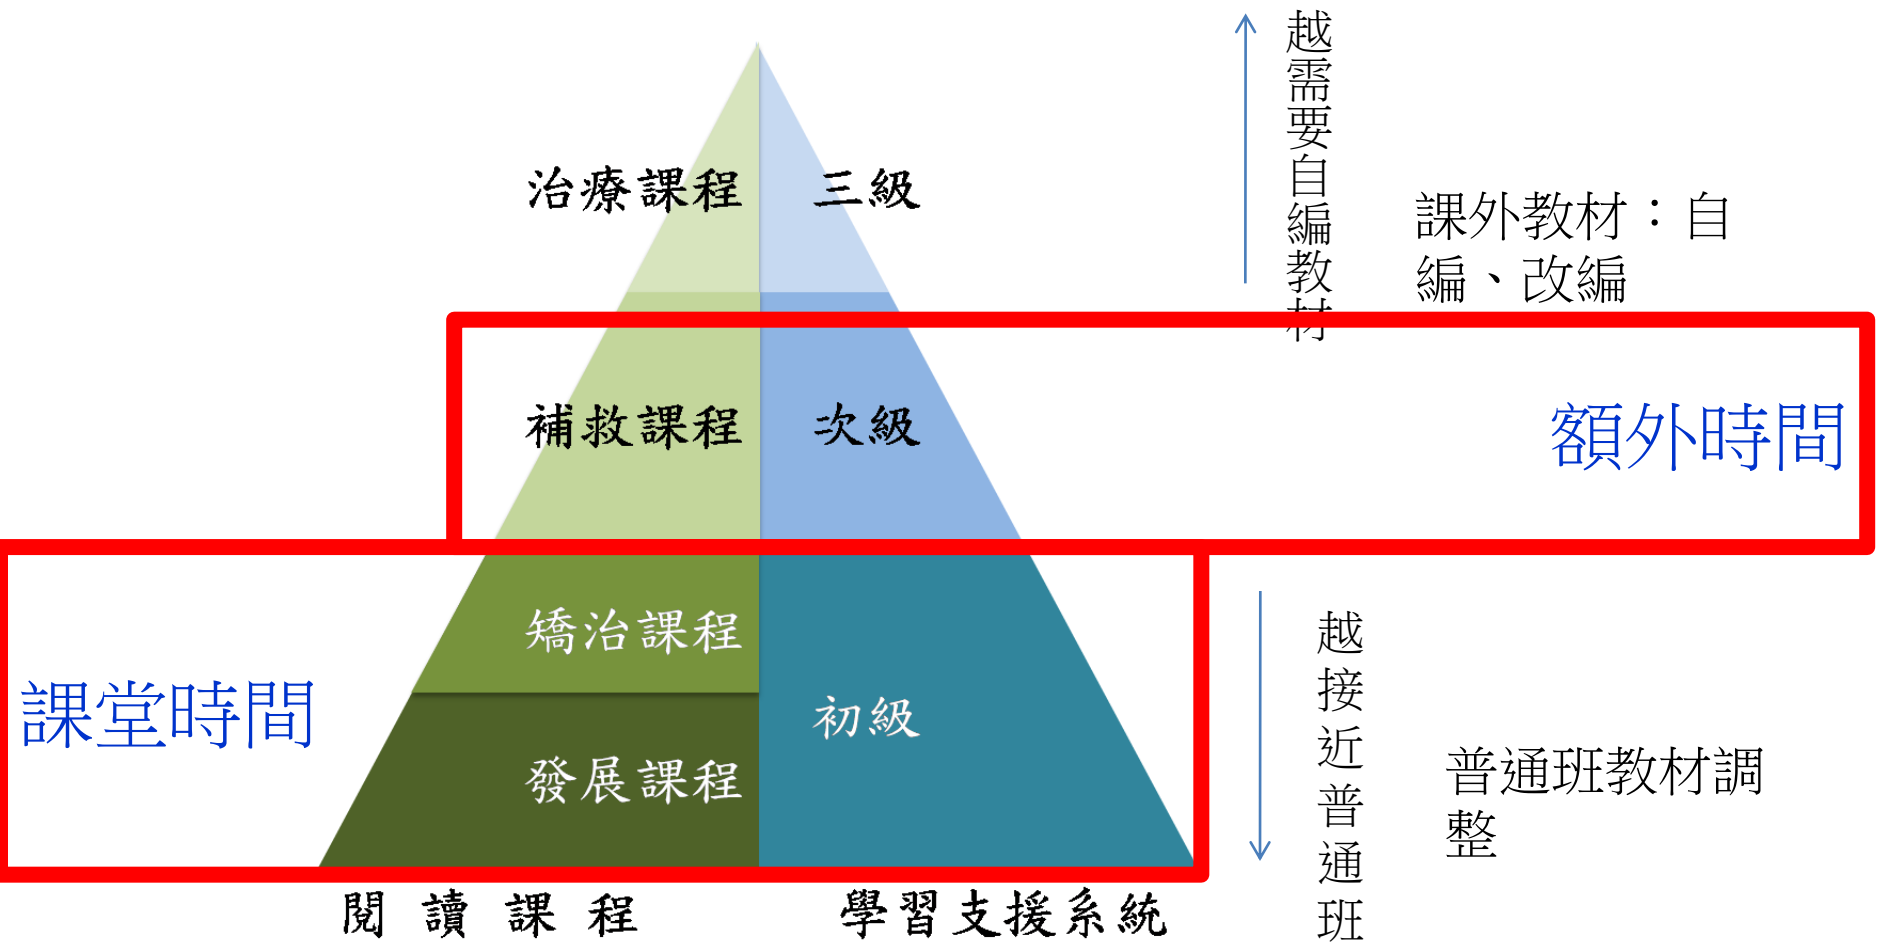 越需要自編教材
治療課程
三級
課外教材：自
編、改編
補救課程
次級
額外時間
矯治課程
課堂時間
初級
發展課程
越接近普通班
普通班教材調
整
閱讀課程
學習支援系統